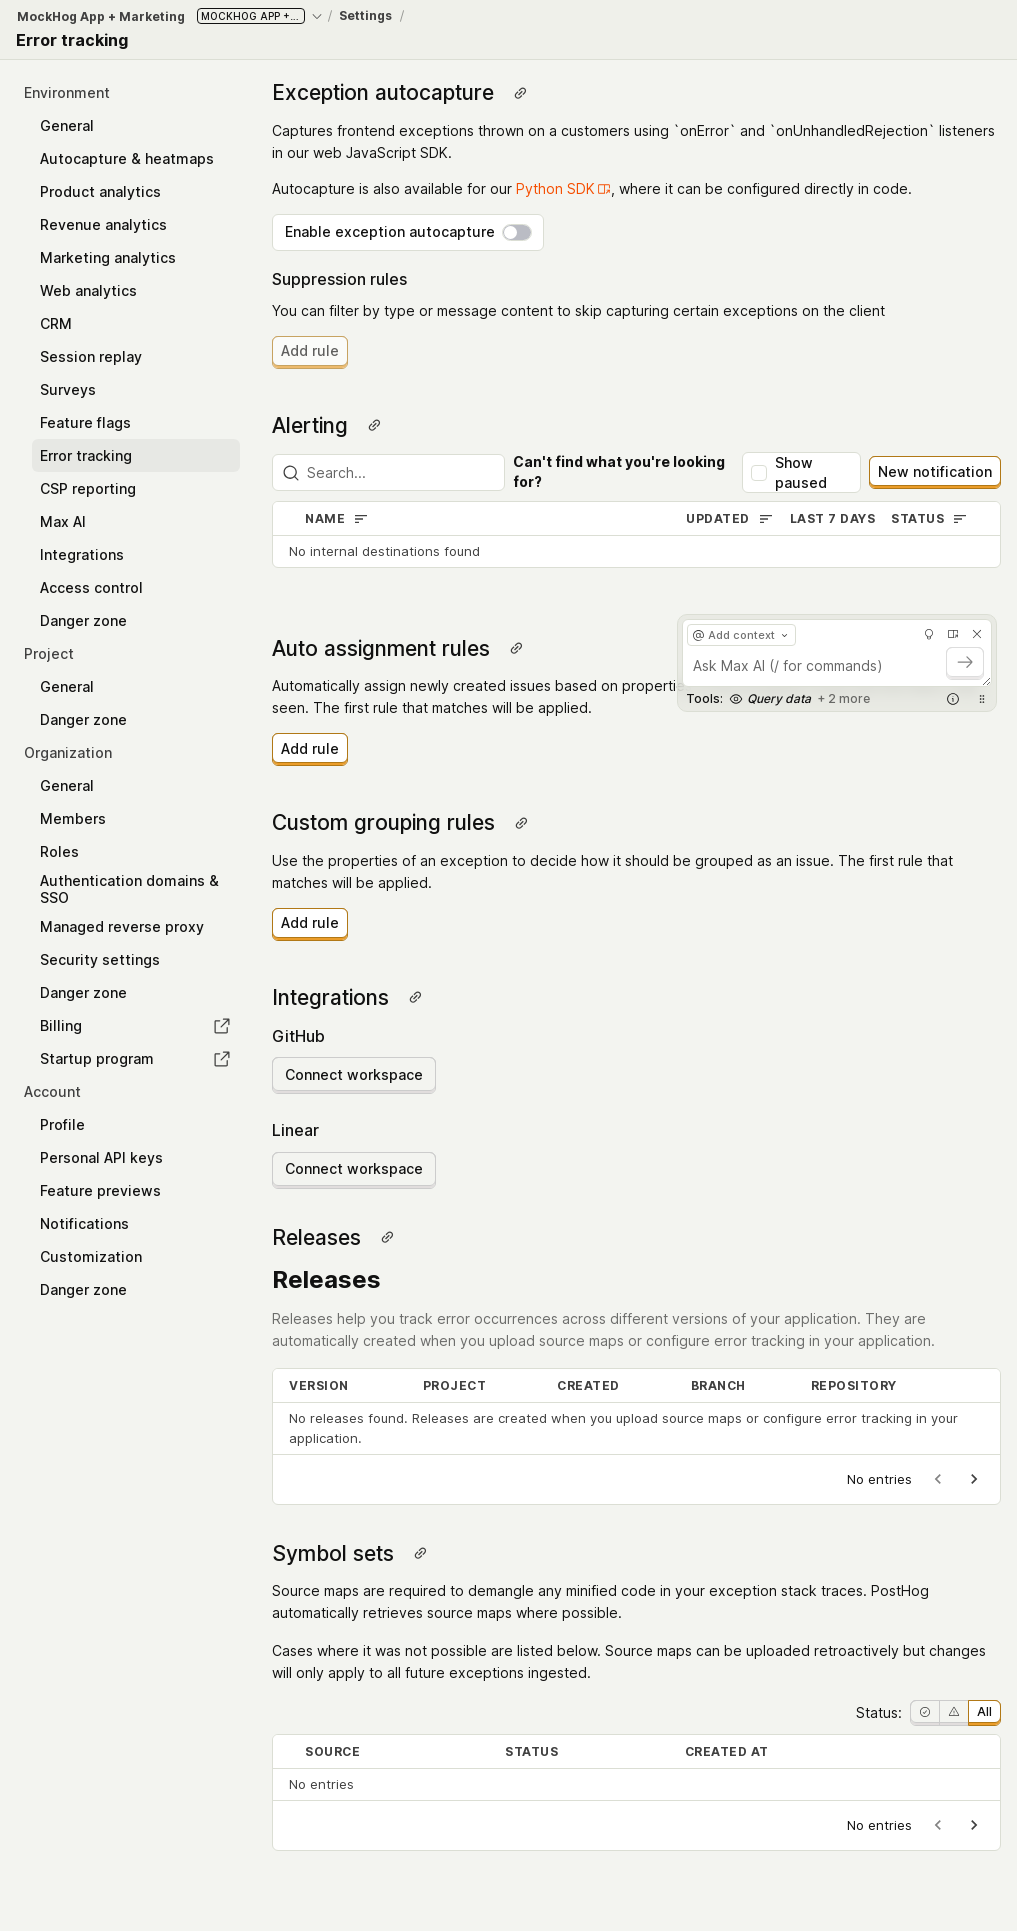 MockHog App + Marketing MOCKHOG APP +... / Settings /
Error tracking
Environment
General
Autocapture & heatmaps
Product analytics
Revenue analytics
Marketing analytics
Web analytics
CRM
Session replay
Surveys
Feature flags
Error tracking
CSP reporting
Max AI
Integrations
Access control
Danger zone
Project
General
Danger zone
Organization
General
Members
Roles
Authentication domains &
SSO
Managed reverse proxy
Security settings
Danger zone
Billing
Startup program
Account
Profile
Personal API keys
Feature previews
Notifications
Customization
Danger zone
Exception autocapture
Captures frontend exceptions thrown on a customers using `onError` and `onUnhandledRejection` listeners
in our web JavaScript SDK.
Autocapture is also available for our Python SDK, where it can be configured directly in code.
Enable exception autocapture
Suppression rules
You can filter by type or message content to skip capturing certain exceptions on the client
Add rule
Alerting
Search...
Can't find what you're looking
for?
Show
paused
New notification
NAME UPDATED LAST 7 DAYS STATUS
No internal destinations found
Auto assignment rules
Automatically assign newly created issues based on propertie
seen. The first rule that matches will be applied.
Add rule
@ Add context
Ask Max AI (/ for commands)
Tools: Query data + 2 more
Custom grouping rules
Use the properties of an exception to decide how it should be grouped as an issue. The first rule that
matches will be applied.
Add rule
Integrations
GitHub
Connect workspace
Linear
Connect workspace
Releases
Releases
Releases help you track error occurrences across different versions of your application. They are
automatically created when you upload source maps or configure error tracking in your application.
VERSION PROJECT CREATED BRANCH REPOSITORY
No releases found. Releases are created when you upload source maps or configure error tracking in your
application.
No entries
Symbol sets
Source maps are required to demangle any minified code in your exception stack traces. PostHog
automatically retrieves source maps where possible.
Cases where it was not possible are listed below. Source maps can be uploaded retroactively but changes
will only apply to all future exceptions ingested.
Status: All
SOURCE STATUS CREATED AT
No entries
No entries